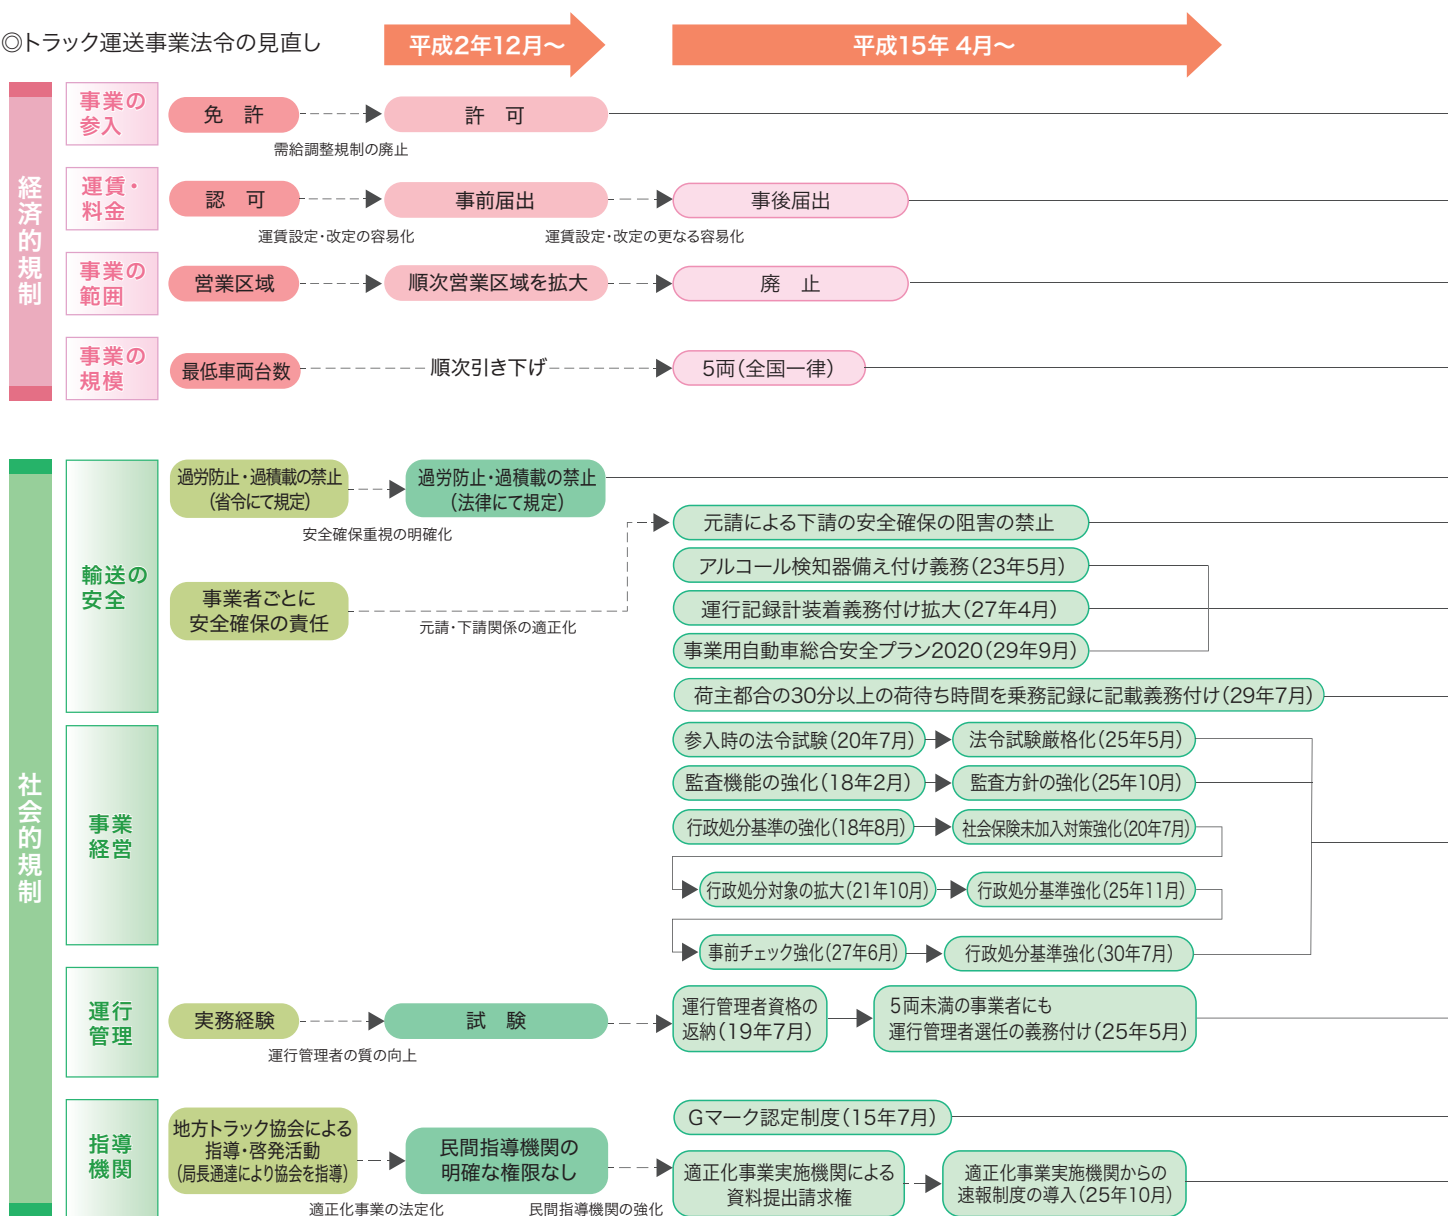 ◎トラック運送事業法令の見直し
平成2年12月～
平成15年 4月～
経済的規制
事業の
参入
免　許
許　可
需給調整規制の廃止
運賃・
料金
認　可
事前届出
事後届出
運賃設定・改定の容易化
運賃設定・改定の更なる容易化
事業の
範囲
営業区域
順次営業区域を拡大
廃　止
事業の
規模
最低車両台数
順次引き下げ
5両(全国一律)
社会的規制
輸送の
安全
過労防止・過積載の禁止
(省令にて規定)
過労防止・過積載の禁止
(法律にて規定)
安全確保重視の明確化
事業者ごとに
安全確保の責任
元請・下請関係の適正化
元請による下請の安全確保の阻害の禁止
アルコール検知器備え付け義務(23年5月)
運行記録計装着義務付け拡大(27年4月)
事業用自動車総合安全プラン2020(29年9月)
荷主都合の30分以上の荷待ち時間を乗務記録に記載義務付け(29年7月)
事業
経営
参入時の法令試験(20年7月)
法令試験厳格化(25年5月)
監査機能の強化(18年2月)
監査方針の強化(25年10月)
行政処分基準の強化(18年8月)
社会保険未加入対策強化(20年7月)
行政処分対象の拡大(21年10月)
行政処分基準強化(25年11月)
事前チェック強化(27年6月)
行政処分基準強化(30年7月)
運行
管理
実務経験
試　験
運行管理者の質の向上
運行管理者資格の
返納(19年7月)
5両未満の事業者にも
運行管理者選任の義務付け(25年5月)
指導
機関
地方トラック協会による
指導・啓発活動
(局長通達により協会を指導)
民間指導機関の
明確な権限なし
適正化事業の法定化
民間指導機関の強化
Gマーク認定制度(15年7月)
適正化事業実施機関による
資料提出請求権
適正化事業実施機関からの
速報制度の導入(25年10月)